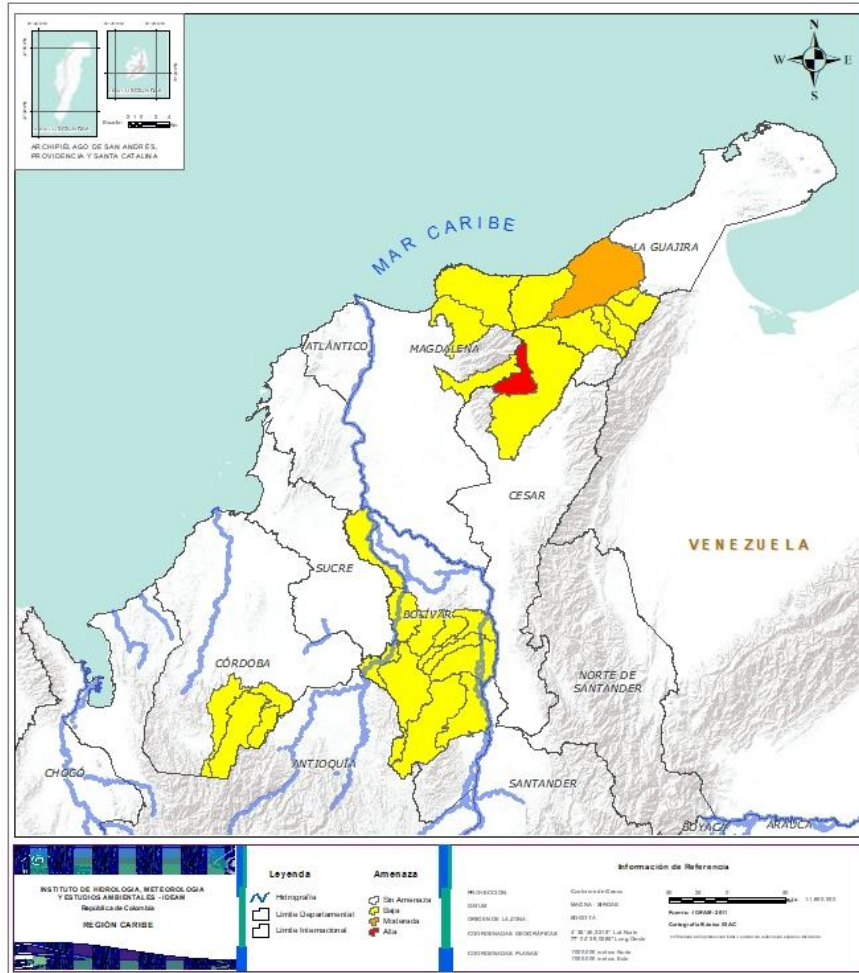 ARCHIPIÉLAGO DE SAN ANDRÉS,
PROVIDENCIA Y SANTA CATALINA
N
W
E
S
MAR CARIBE
LA GUAJIRA
ATLÁNTICO
MAGDALENA
CESAR
VENEZUELA
SUCRE
BOLÍVAR
CÓRDOBA
NORTE DE
SANTANDER
ANTIOQUÍA
CHOCÓ
SANTANDER
BOYACÁ
ARAUCA
INSTITUTO DE HIDROLOGIA, METEOROLOGIA
Y ESTUDIOS AMBIENTALES - IDEAM
República de Colombia
REGIÓN CARIBE
Leyenda
Hidrografía
Límite Departamental
Límite Internacional
Amenaza
Sin Amenaza
Baja
Moderada
Alta
Información de Referencia
PROYECCIÓN
DATUM
ORIGEN DE LA ZONA
BOGOTÁ
COORDENADAS GEOGRÁFICAS
COORDENADAS PLANAS